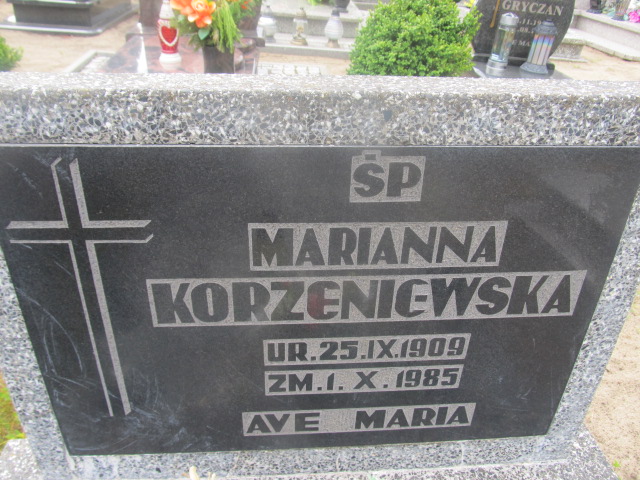 GRYCZAN
ŚP
MARIANNA
KORZENIEWSKA
UR. 25. IX. 1909
ZM. 1. X. 1985
AVE MARIA